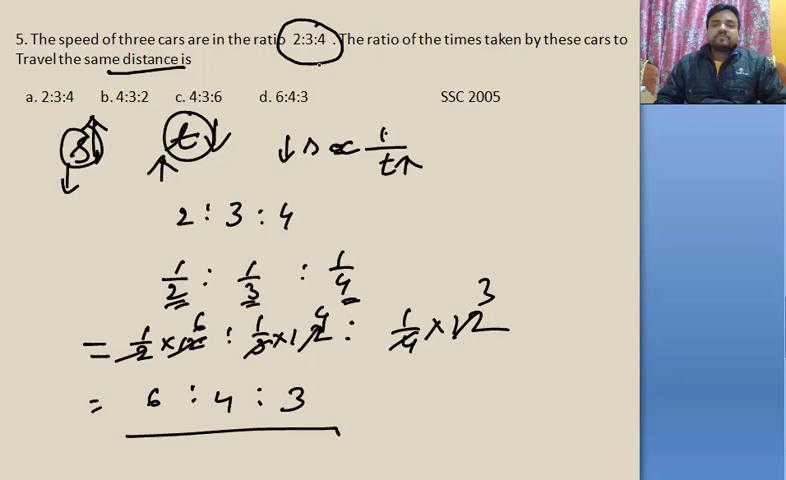 5. The speed of three cars are in the ratio 2:3:4 .The ratio of the times taken by these cars to
Travel the same distance is
a. 2:3:4 b. 4:3:2 c. 4:3:6 d. 6:4:3 SSC 2005
s↑↓ t↓↑ ↓ s ∝ 1/t↑
2 : 3 : 4
1/2 : 1/3 : 1/4
= 1/2 × 12 6 : 1/3 × 12 4 : 1/4 × 12 3
= 6 : 4 : 3